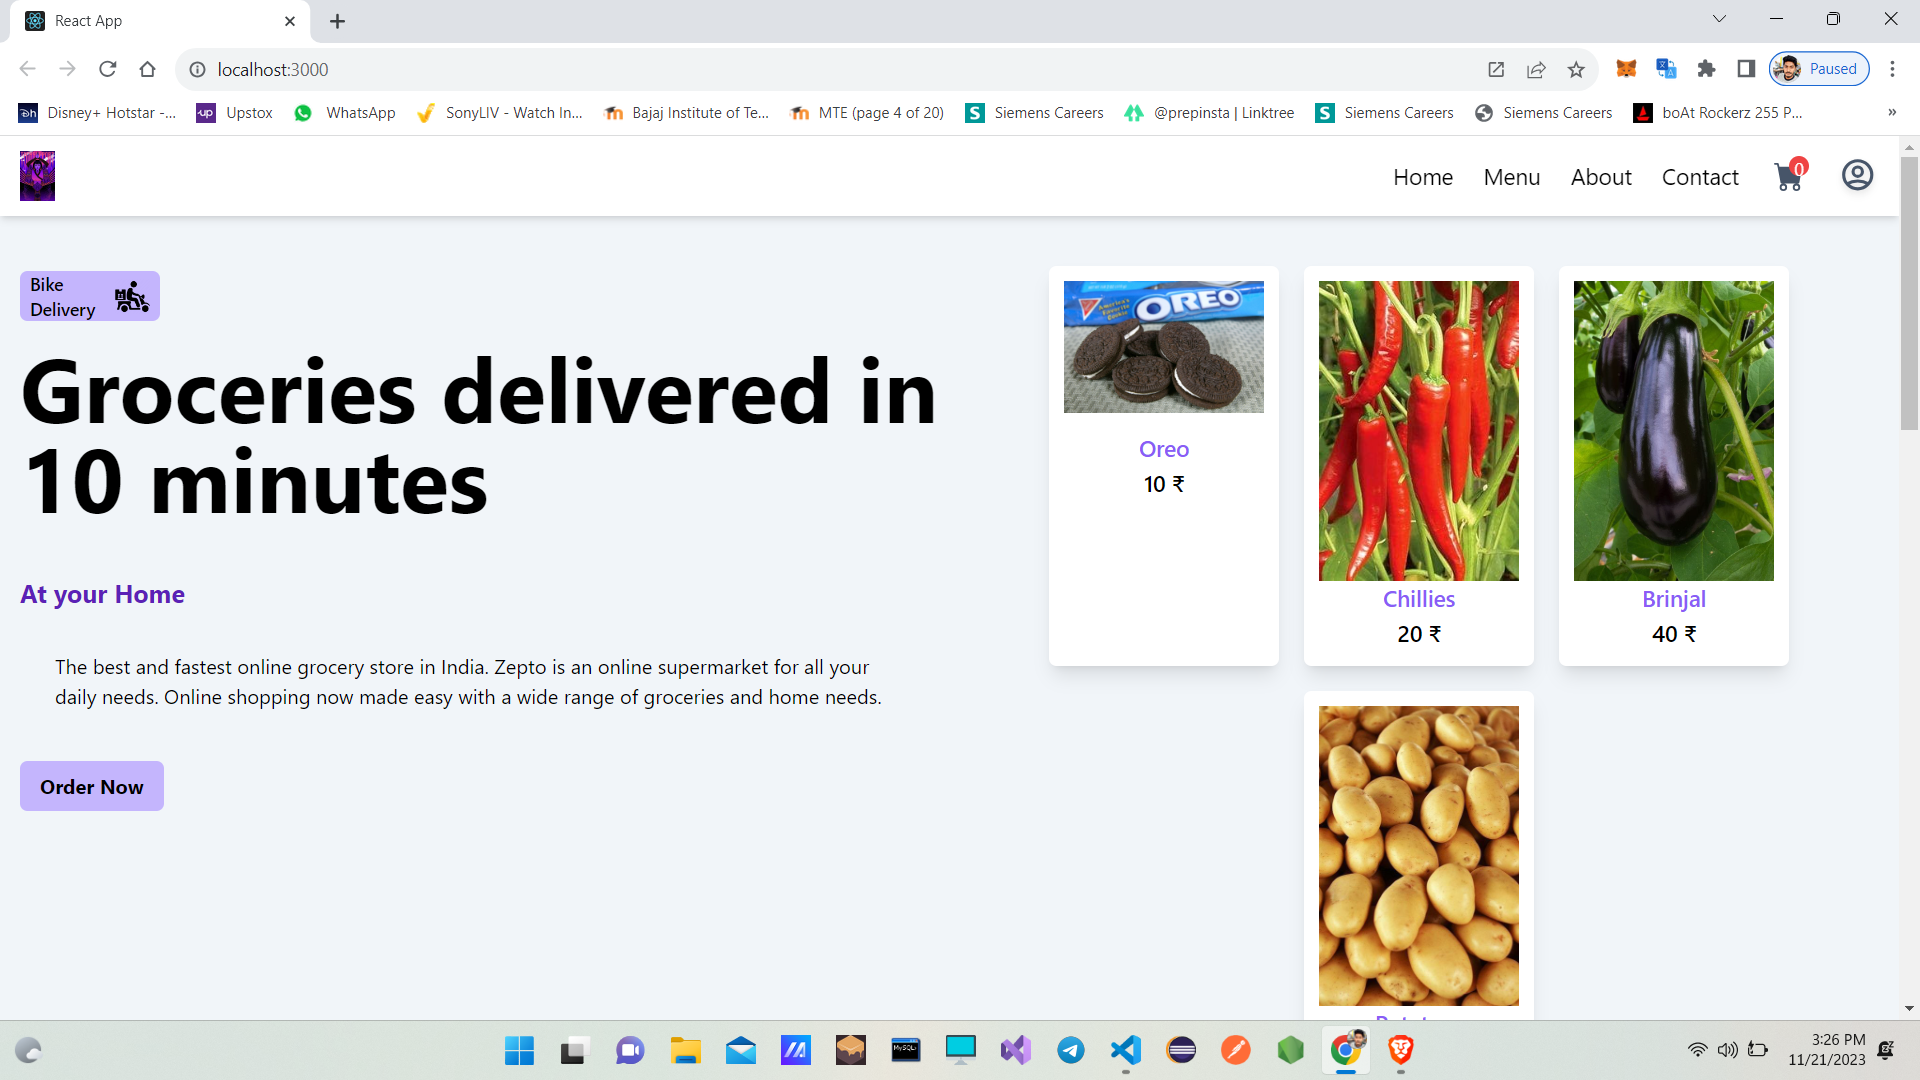 React App
localhost:3000
Paused
Disney+ Hotstar -...
Upstox
WhatsApp
SonyLIV - Watch In...
Bajaj Institute of Te...
MTE (page 4 of 20)
Siemens Careers
@prepinsta | Linktree
Siemens Careers
Siemens Careers
boAt Rockerz 255 P...
»
Home
Menu
About
Contact
0
Bike
Delivery
Groceries delivered in
10 minutes
At your Home
The best and fastest online grocery store in India. Zepto is an online supermarket for all your
daily needs. Online shopping now made easy with a wide range of groceries and home needs.
Order Now
OREO
Oreo
10 ₹
Chillies
20 ₹
Brinjal
40 ₹
3:26 PM
11/21/2023